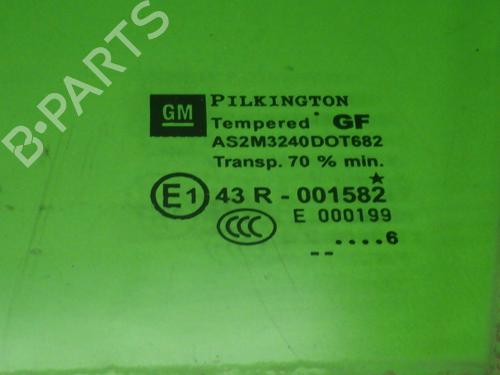 B-PARTS
GM
PILKINGTON
Tempered GF
AS2M3240DOT682
Transp. 70 % min.
E1 43 R - 001582
CCC E 000199
....6